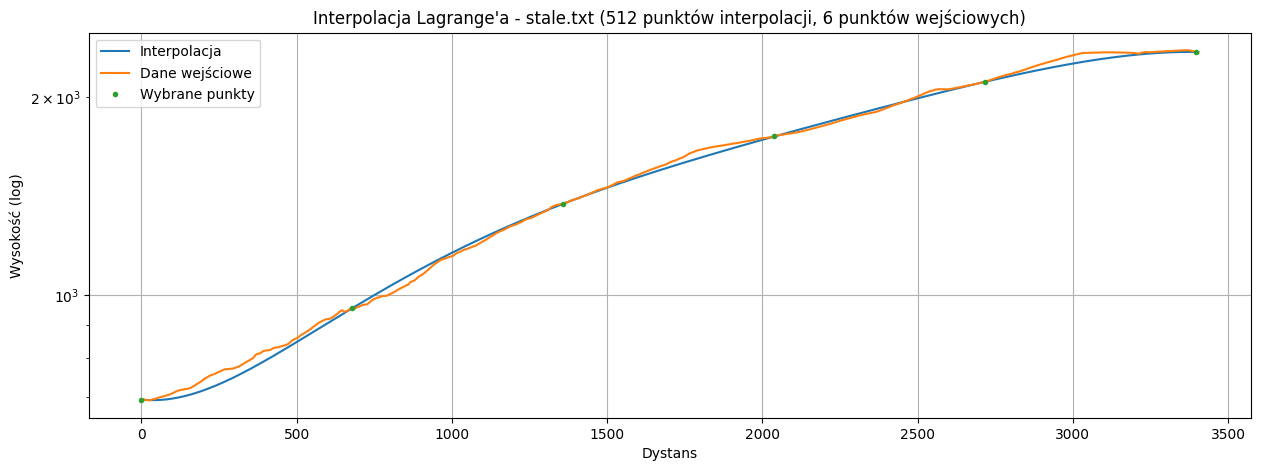 Interpolacja Lagrange'a - stale.txt (512 punktów interpolacji, 6 punktów wejściowych)
Interpolacja
Dane wejściowe
Wybrane punkty
2 × 10³
10³
Wysokość (log)
0 500 1000 1500 2000 2500 3000 3500
Dystans